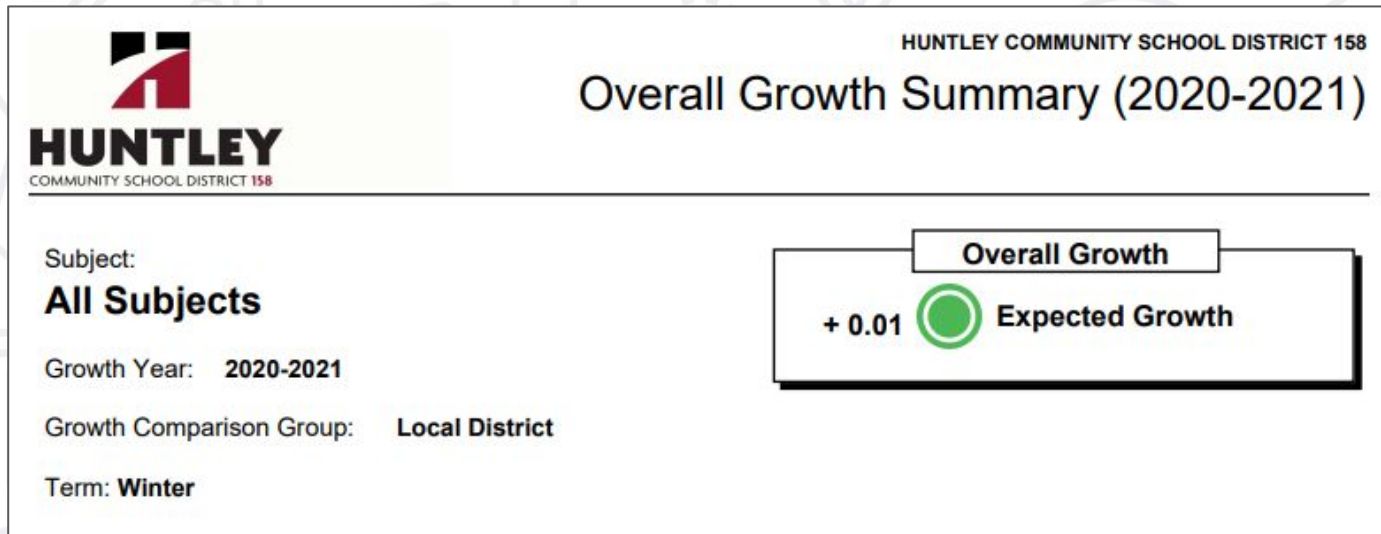 HUNTLEY
COMMUNITY SCHOOL DISTRICT 158
HUNTLEY COMMUNITY SCHOOL DISTRICT 158
Overall Growth Summary (2020-2021)
Subject:
All Subjects
Growth Year: 2020-2021
Growth Comparison Group: Local District
Term: Winter
Overall Growth
+ 0.01 Expected Growth